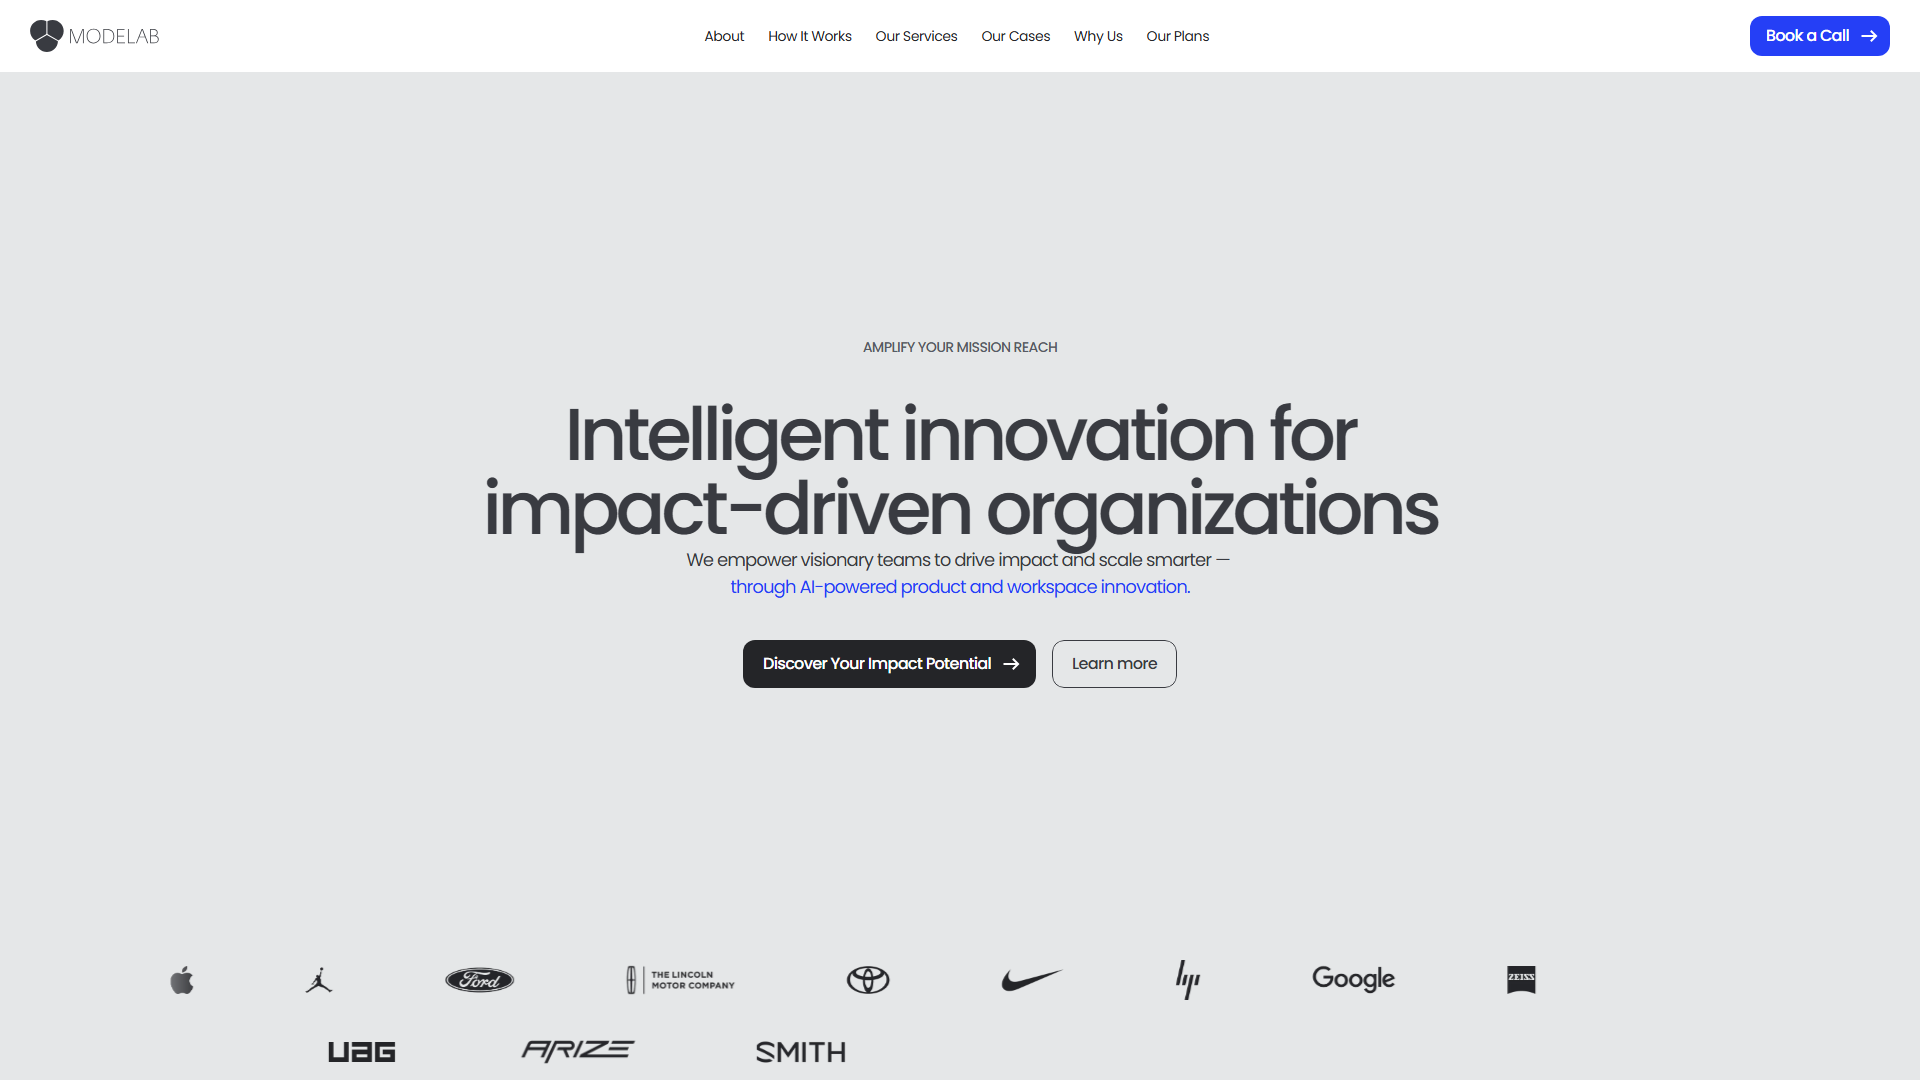 MODELAB
About How It Works Our Services Our Cases Why Us Our Plans
Book a Call
AMPLIFY YOUR MISSION REACH
Intelligent innovation for
impact-driven organizations
We empower visionary teams to drive impact and scale smarter —
through AI-powered product and workspace innovation.
Discover Your Impact Potential
Learn more
Ford
THE LINCOLN
MOTOR COMPANY
hp
Google
ZEISS
UAG
ARIZE
SMITH